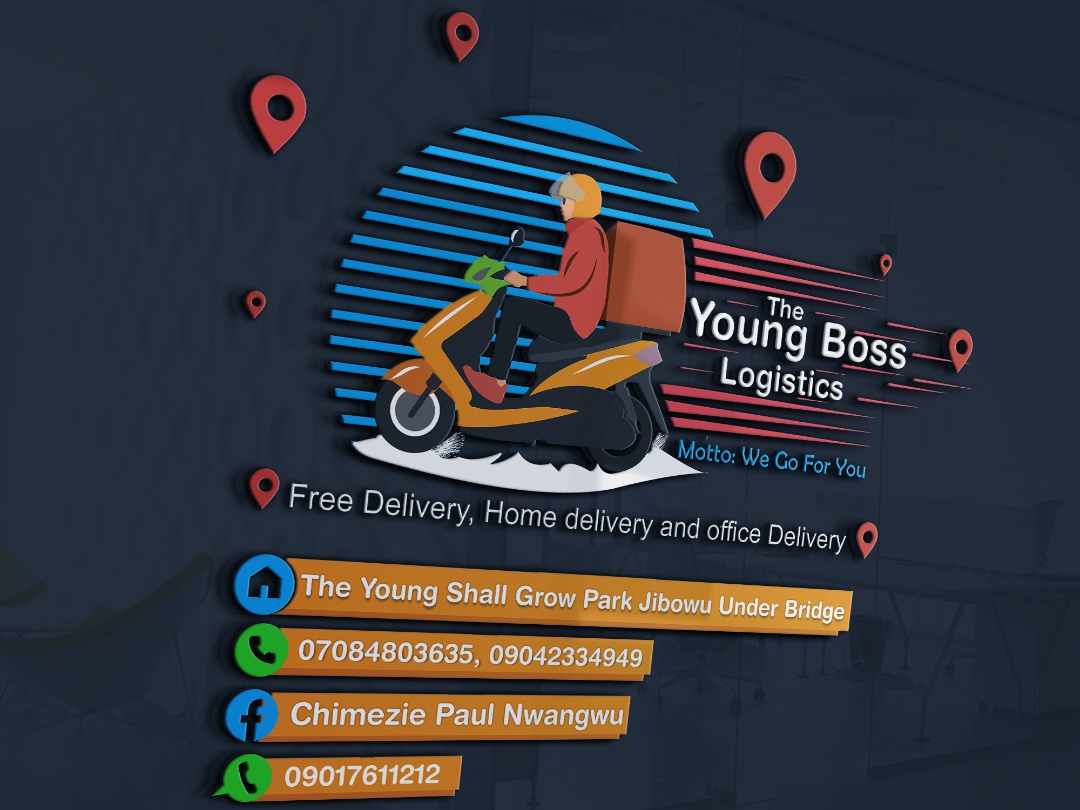 The
Young Boss
Logistics
Motto: We Go For You
Free Delivery, Home delivery and office Delivery
The Young Shall Grow Park Jibowu Under Bridge
07084803635, 09042334949
Chimezie Paul Nwangwu
09017611212